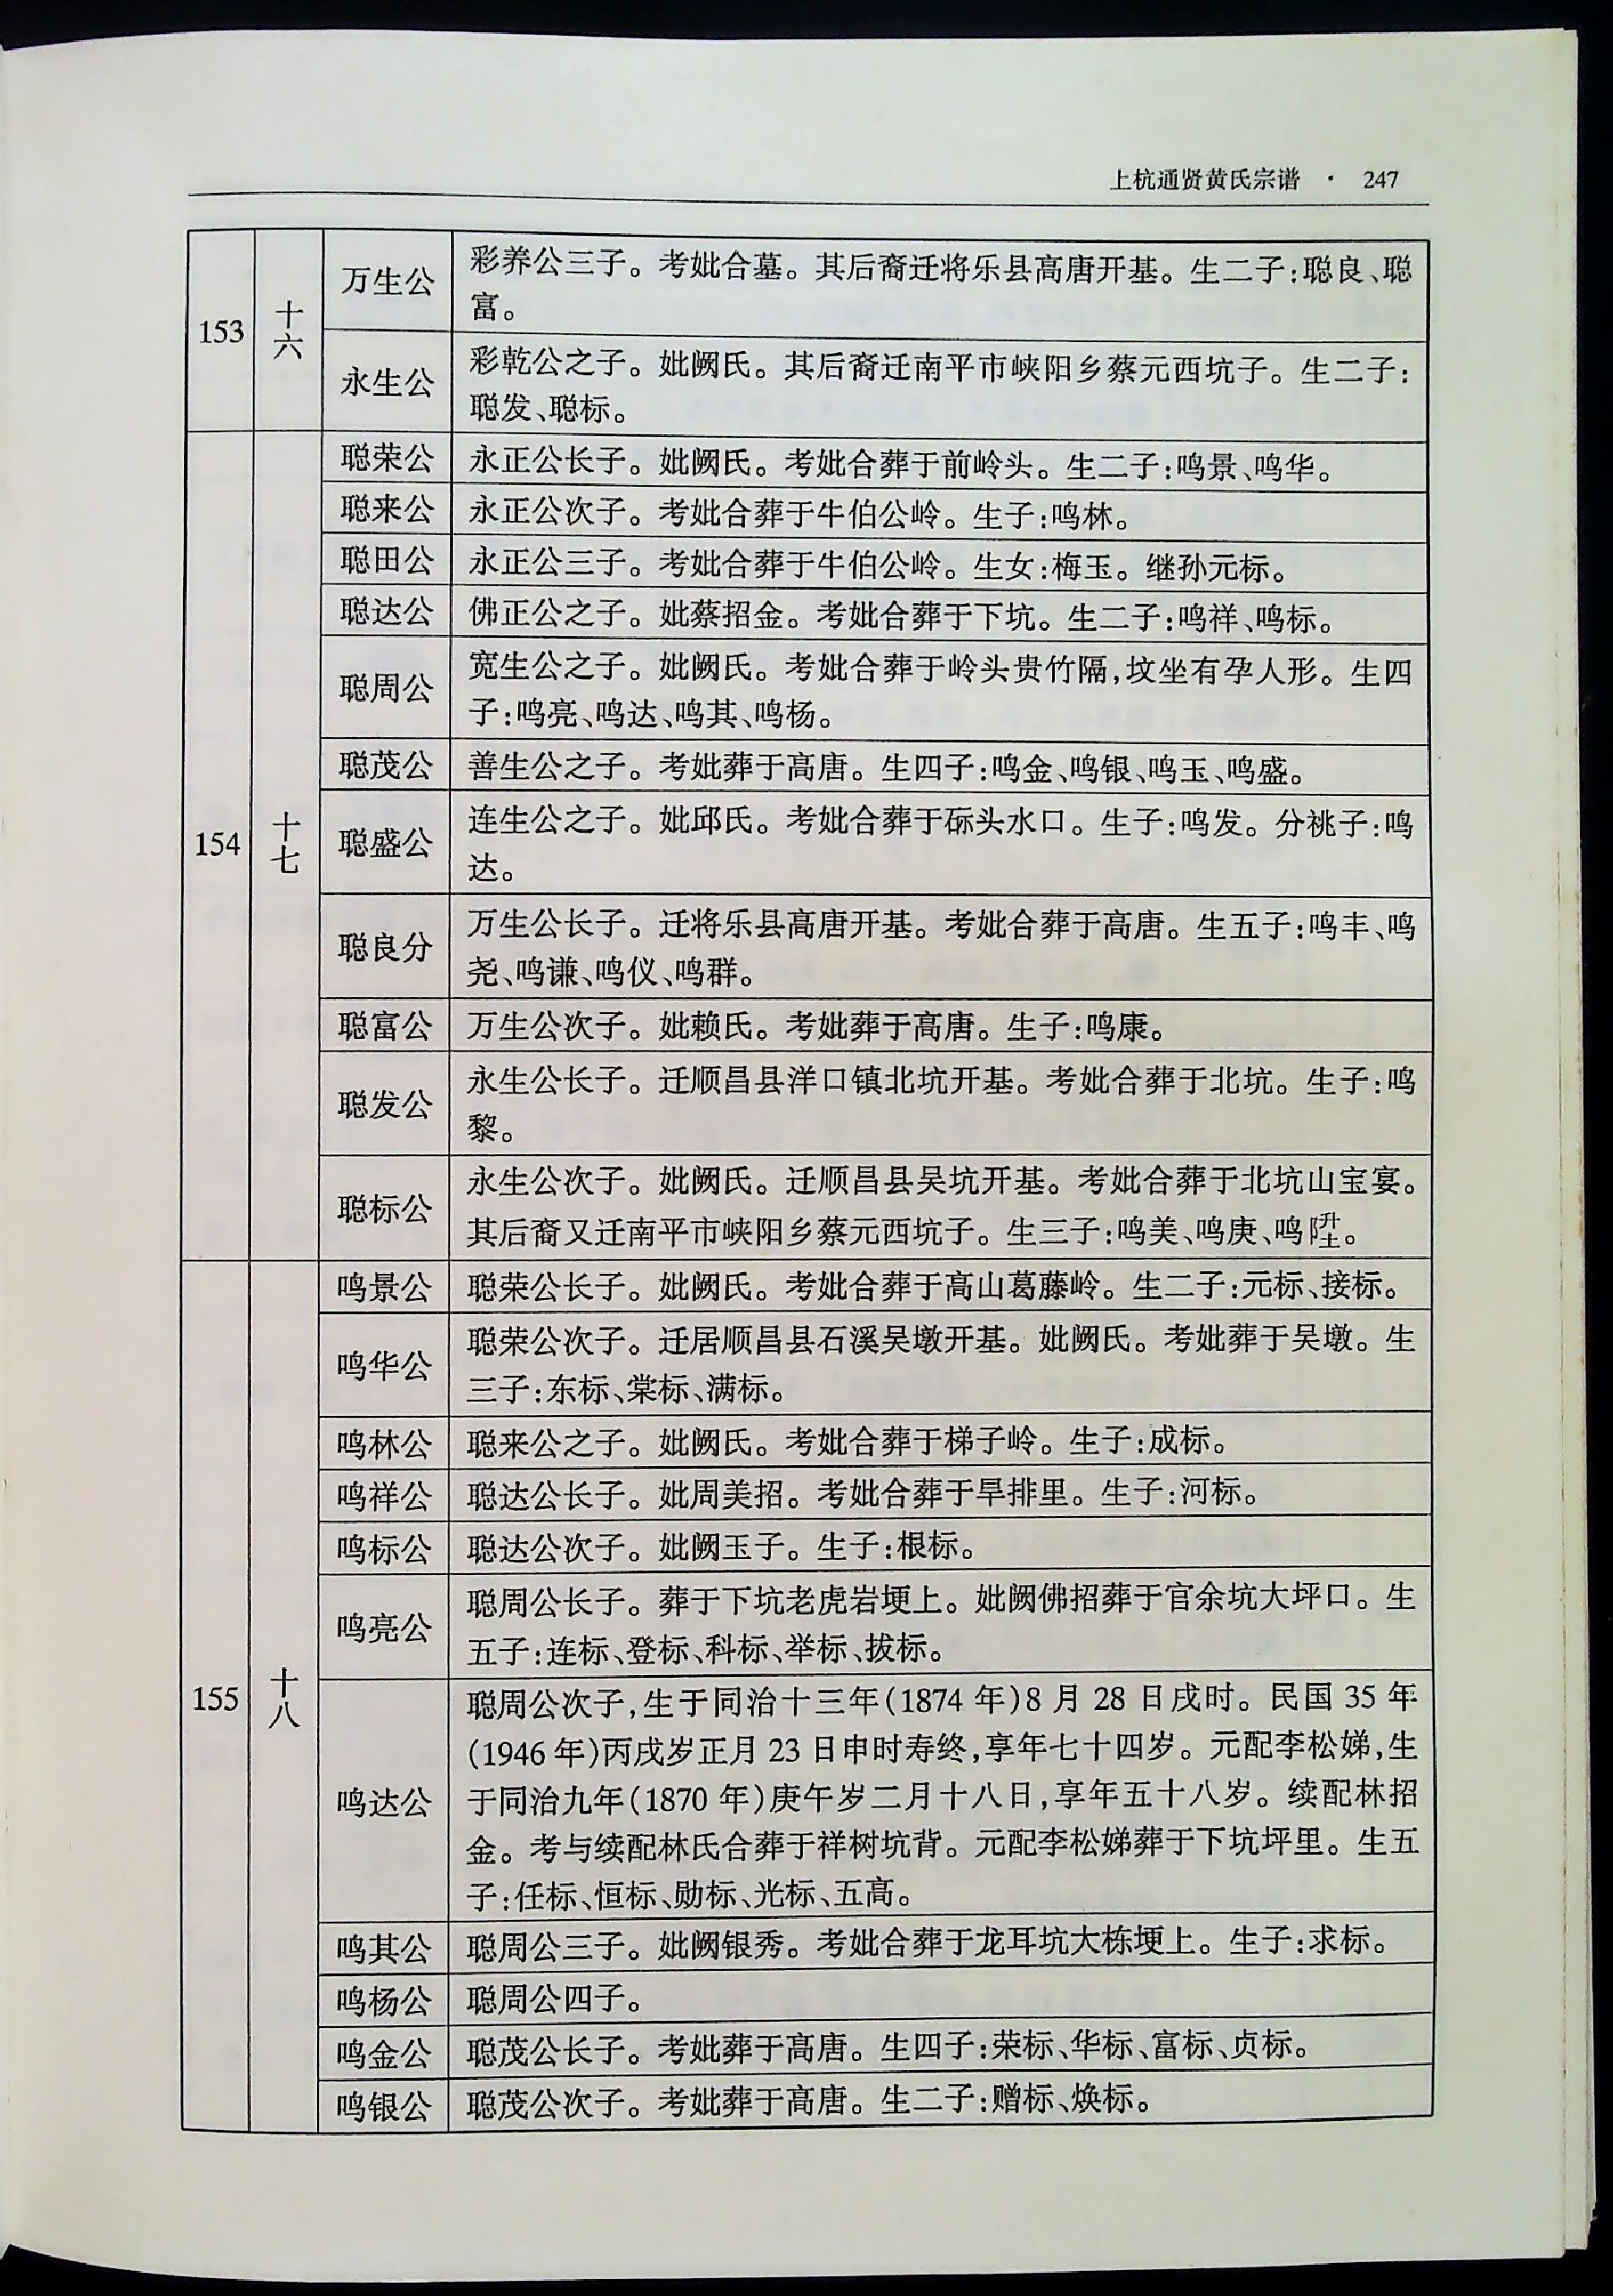 上杭通贤黄氏宗谱 · 247
153
十六
万生公
彩养公三子。考妣合墓。其后裔迁将乐县高唐开基。生二子:聪良、聪
富。
永生公
彩乾公之子。妣阙氏。其后裔迁南平市峡阳乡蔡元西坑子。生二子:
聪发、聪标。
154
十七
聪荣公
永正公长子。妣阙氏。考妣合葬于前岭头。生二子:鸣景、鸣华。
聪来公
永正公次子。考妣合葬于牛伯公岭。生子:鸣林。
聪田公
永正公三子。考妣合葬于牛伯公岭。生女:梅玉。继孙元标。
聪达公
佛正公之子。妣蔡招金。考妣合葬于下坑。生二子:鸣祥、鸣标。
聪周公
宽生公之子。妣阙氏。考妣合葬于岭头贵竹隔,坟坐有孕人形。生四
子:鸣亮、鸣达、鸣其、鸣杨。
聪茂公
善生公之子。考妣葬于高唐。生四子:鸣金、鸣银、鸣玉、鸣盛。
聪盛公
连生公之子。妣邱氏。考妣合葬于砾头水口。生子:鸣发。分祧子:鸣
达。
聪良分
万生公长子。迁将乐县高唐开基。考妣合葬于高唐。生五子:鸣丰、鸣
尧、鸣谦、鸣仪、鸣群。
聪富公
万生公次子。妣赖氏。考妣葬于高唐。生子:鸣康。
聪发公
永生公长子。迁顺昌县洋口镇北坑开基。考妣合葬于北坑。生子:鸣
黎。
聪标公
永生公次子。妣阙氏。迁顺昌县吴坑开基。考妣合葬于北坑山宝宴。
其后裔又迁南平市峡阳乡蔡元西坑子。生三子:鸣美、鸣庚、鸣陞。
155
十八
鸣景公
聪荣公长子。妣阙氏。考妣合葬于高山葛藤岭。生二子:元标、接标。
鸣华公
聪荣公次子。迁居顺昌县石溪吴墩开基。妣阙氏。考妣葬于吴墩。生
三子:东标、棠标、满标。
鸣林公
聪来公之子。妣阙氏。考妣合葬于梯子岭。生子:成标。
鸣祥公
聪达公长子。妣周美招。考妣合葬于旱排里。生子:河标。
鸣标公
聪达公次子。妣阙玉子。生子:根标。
鸣亮公
聪周公长子。葬于下坑老虎岩埂上。妣阙佛招葬于官余坑大坪口。生
五子:连标、登标、科标、举标、拔标。
鸣达公
聪周公次子,生于同治十三年(1874 年)8 月 28 日戌时。民国 35 年
(1946 年)丙戌岁正月 23 日申时寿终,享年七十四岁。元配李松娣,生
于同治九年(1870 年)庚午岁二月十八日,享年五十八岁。续配林招
金。考与续配林氏合葬于祥树坑背。元配李松娣葬于下坑坪里。生五
子:任标、恒标、勋标、光标、五高。
鸣其公
聪周公三子。妣阙银秀。考妣合葬于龙耳坑大栋埂上。生子:求标。
鸣杨公
聪周公四子。
鸣金公
聪茂公长子。考妣葬于高唐。生四子:荣标、华标、富标、贞标。
鸣银公
聪茂公次子。考妣葬于高唐。生二子:赠标、焕标。